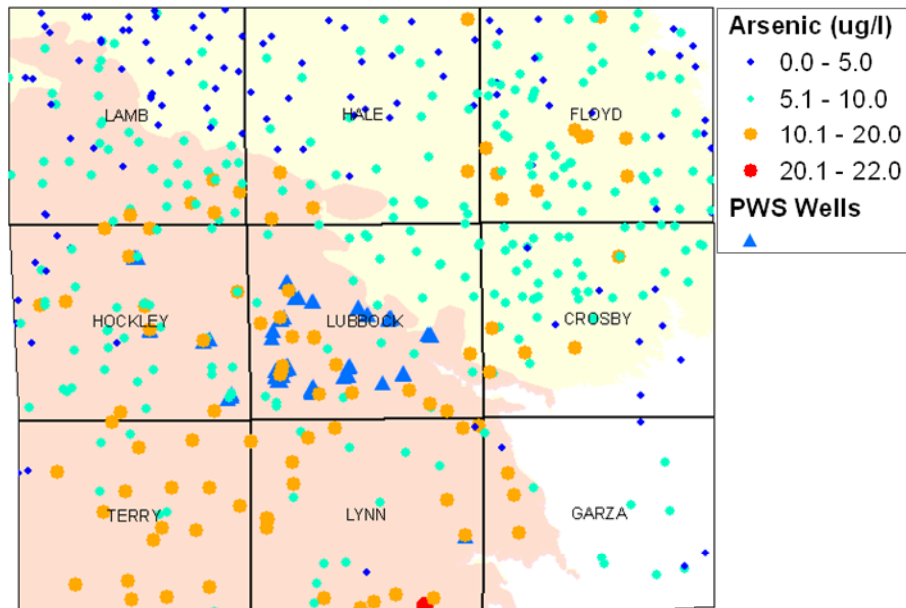 Arsenic (ug/l)
0.0 - 5.0
5.1 - 10.0
10.1 - 20.0
20.1 - 22.0
PWS Wells
LAMB
HALE
FLOYD
HOCKLEY
LUBBOCK
CROSBY
TERRY
LYNN
GARZA